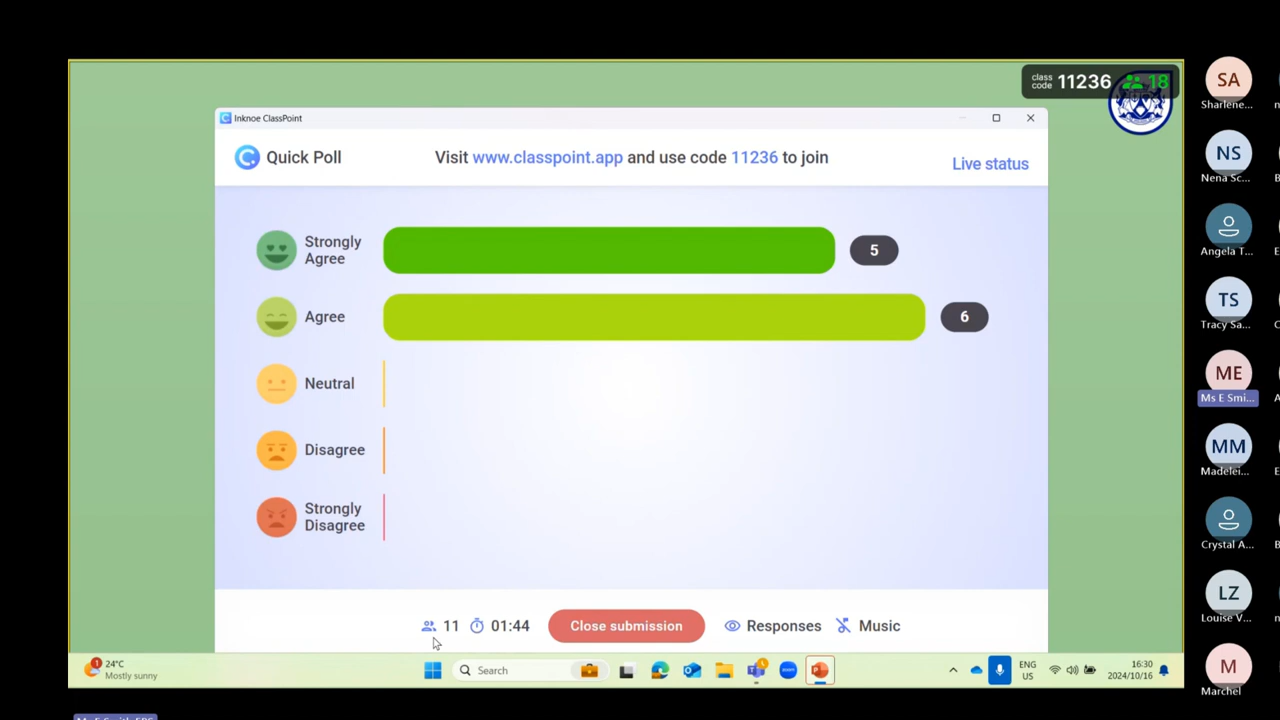 class
code
11236
18
SA
Sharlene...
Inknoe ClassPoint
Quick Poll
Visit www.classpoint.app and use code 11236 to join
Live status
NS
Nena Sc...
Strongly
Agree
5
Angela T...
Agree
6
TS
Tracy Sa...
Neutral
ME
Ms E Smi...
Disagree
MM
Madelei...
Strongly
Disagree
Crystal A...
LZ
Louise V...
11
01:44
Close submission
Responses
Music
1
24°C
Mostly sunny
Search
zoom
ENG
US
16:30
2024/10/16
M
Marchel